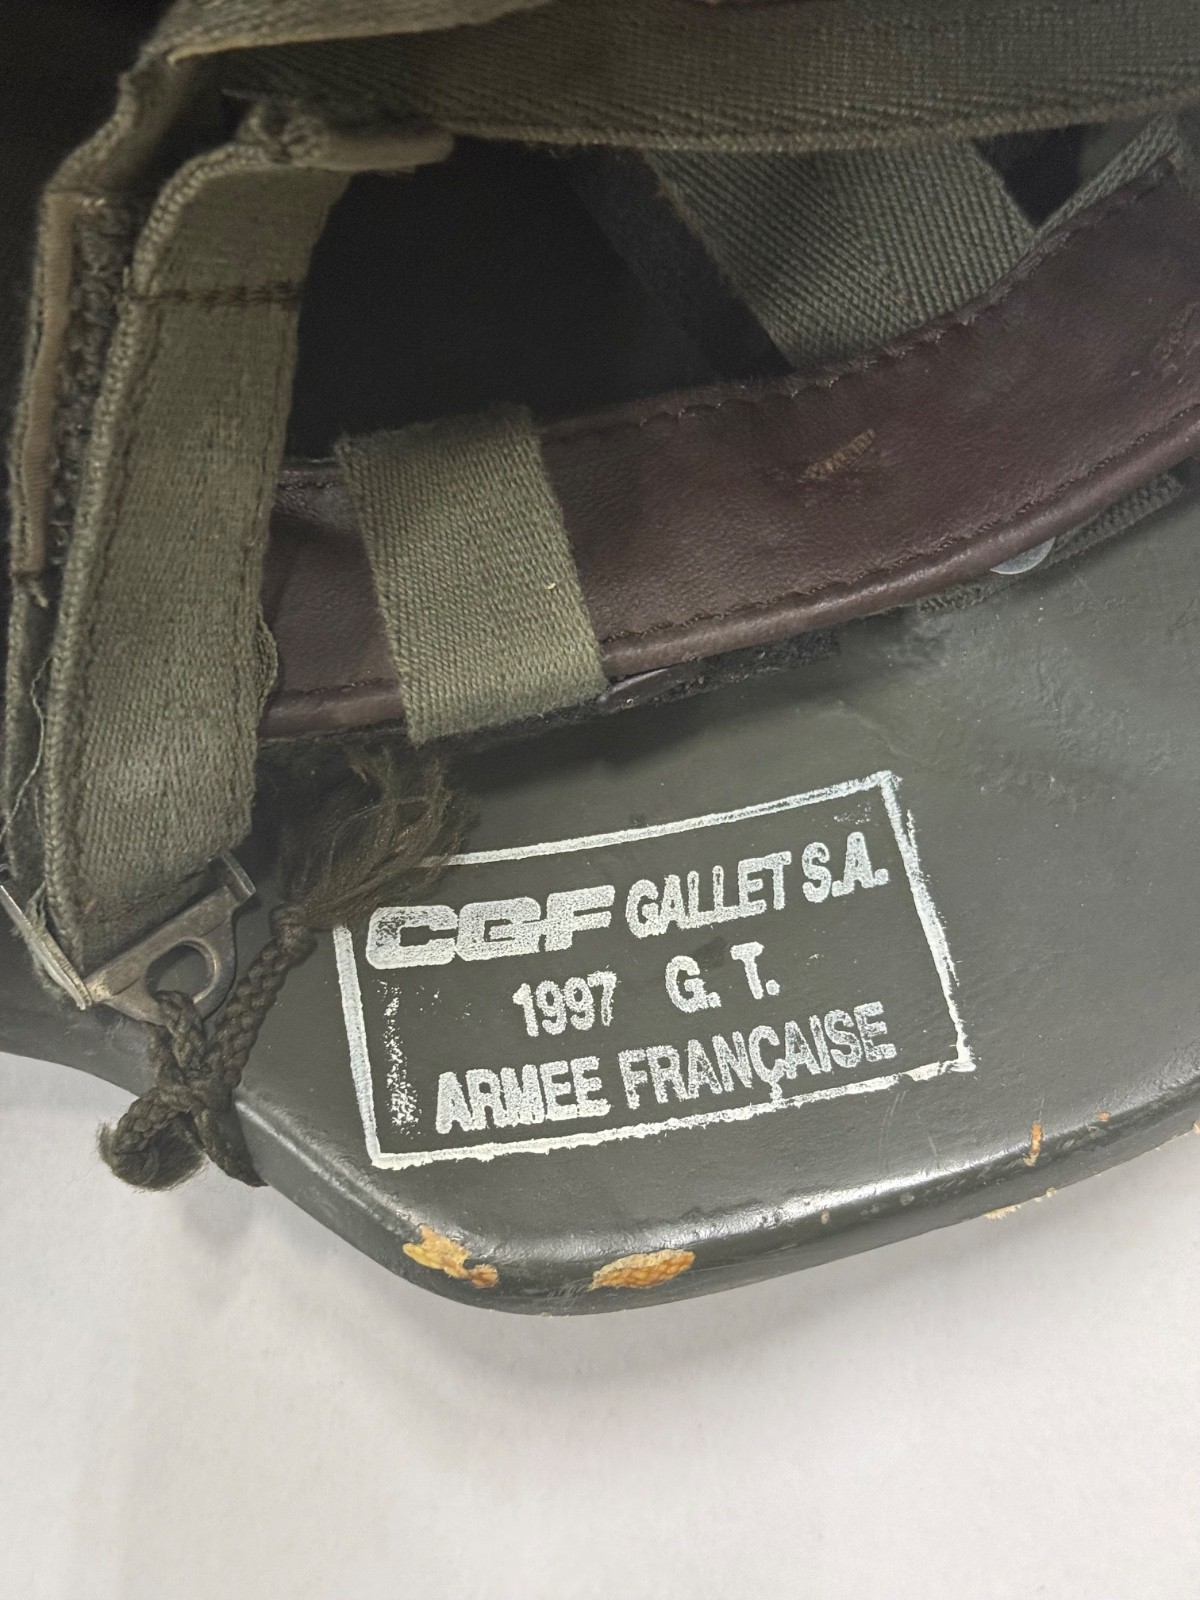 CGF GALLET S.A.
1997 G. T.
ARMEE FRANÇAISE